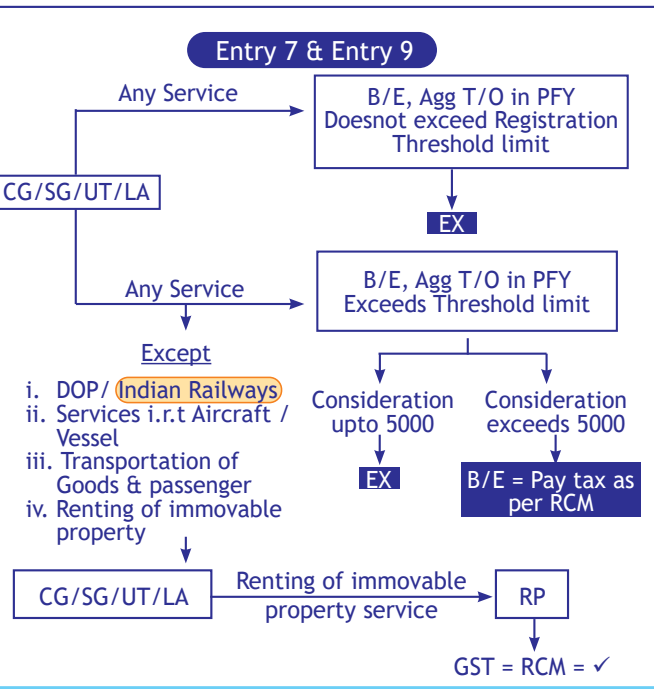 Entry 7 & Entry 9
Any Service
B/E, Agg T/O in PFY
Doesnot exceed Registration
Threshold limit
CG/SG/UT/LA
EX
Any Service
B/E, Agg T/O in PFY
Exceeds Threshold limit
Except
i. DOP/ Indian Railways
ii. Services i.r.t Aircraft /
Vessel
iii. Transportation of
Goods & passenger
iv. Renting of immovable
property
Consideration
upto 5000
Consideration
exceeds 5000
EX
B/E = Pay tax as
per RCM
CG/SG/UT/LA
Renting of immovable
property service
RP
GST = RCM = ✓